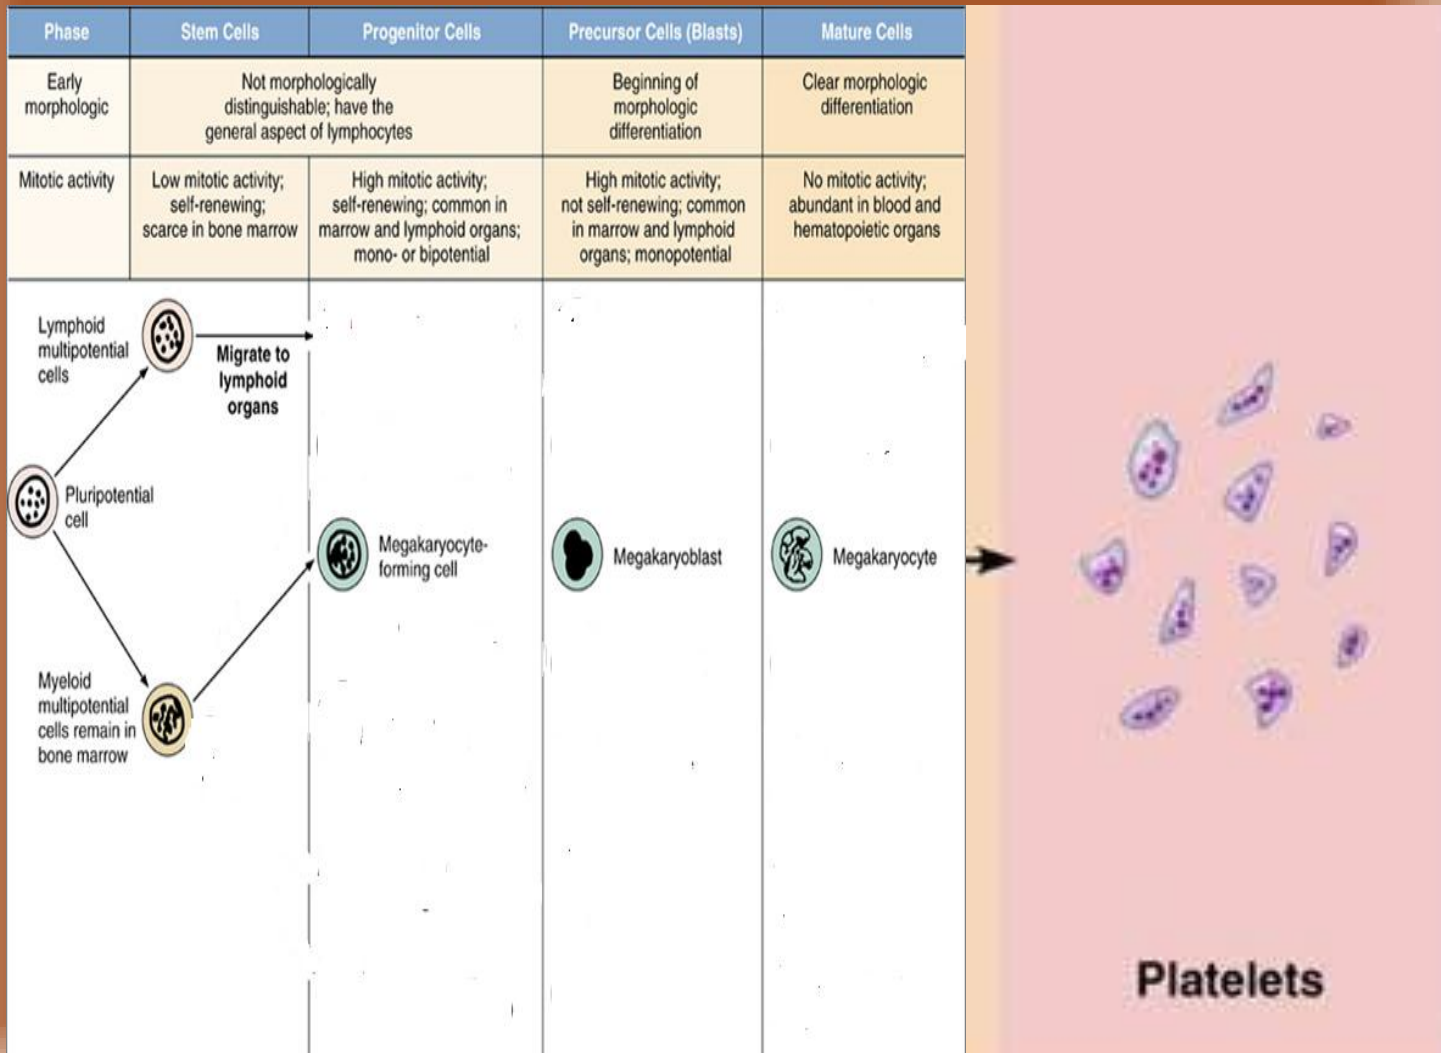 Phase
Stem Cells
Progenitor Cells
Precursor Cells (Blasts)
Mature Cells
Early
morphologic
Not morphologically
distinguishable; have the
general aspect of lymphocytes
Beginning of
morphologic
differentiation
Clear morphologic
differentiation
Mitotic activity
Low mitotic activity;
self-renewing;
scarce in bone marrow
High mitotic activity;
self-renewing; common in
marrow and lymphoid organs;
mono- or bipotential
High mitotic activity;
not self-renewing; common
in marrow and lymphoid
organs; monopotential
No mitotic activity;
abundant in blood and
hematopoietic organs
Lymphoid
multipotential
cells
Migrate to
lymphoid
organs
Pluripotential
cell
Megakaryocyte-
forming cell
Megakaryoblast
Megakaryocyte
Myeloid
multipotential
cells remain in
bone marrow
Platelets